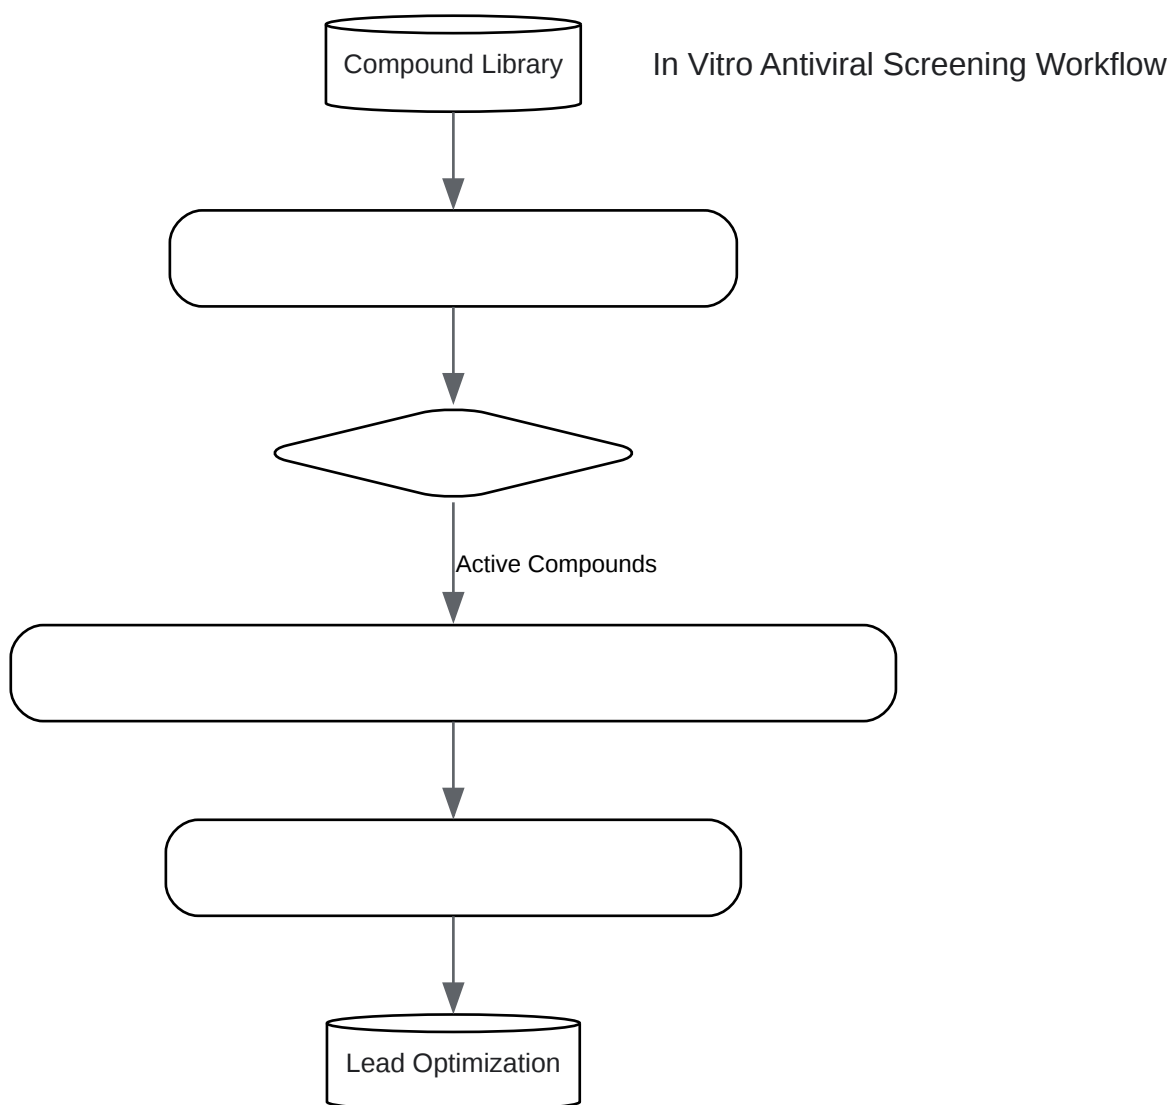 Compound Library
In Vitro Antiviral Screening Workflow
Active Compounds
Lead Optimization